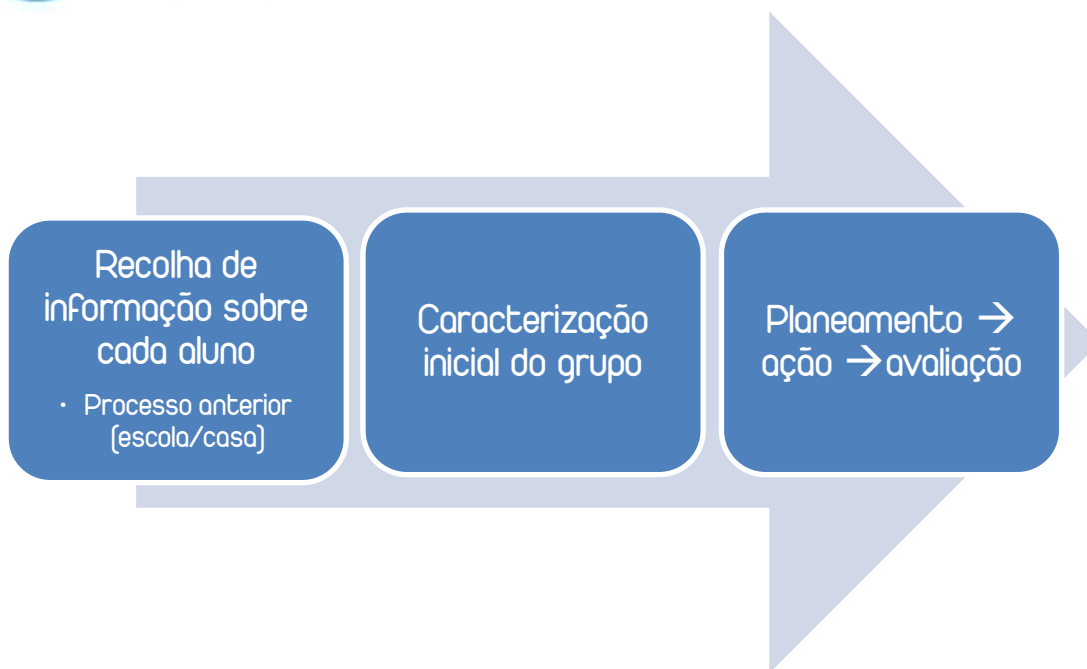 Recolha de
informação sobre
cada aluno
• Processo anterior
(escola/casa)
Caracterização
inicial do grupo
Planeamento →
ação →avaliação